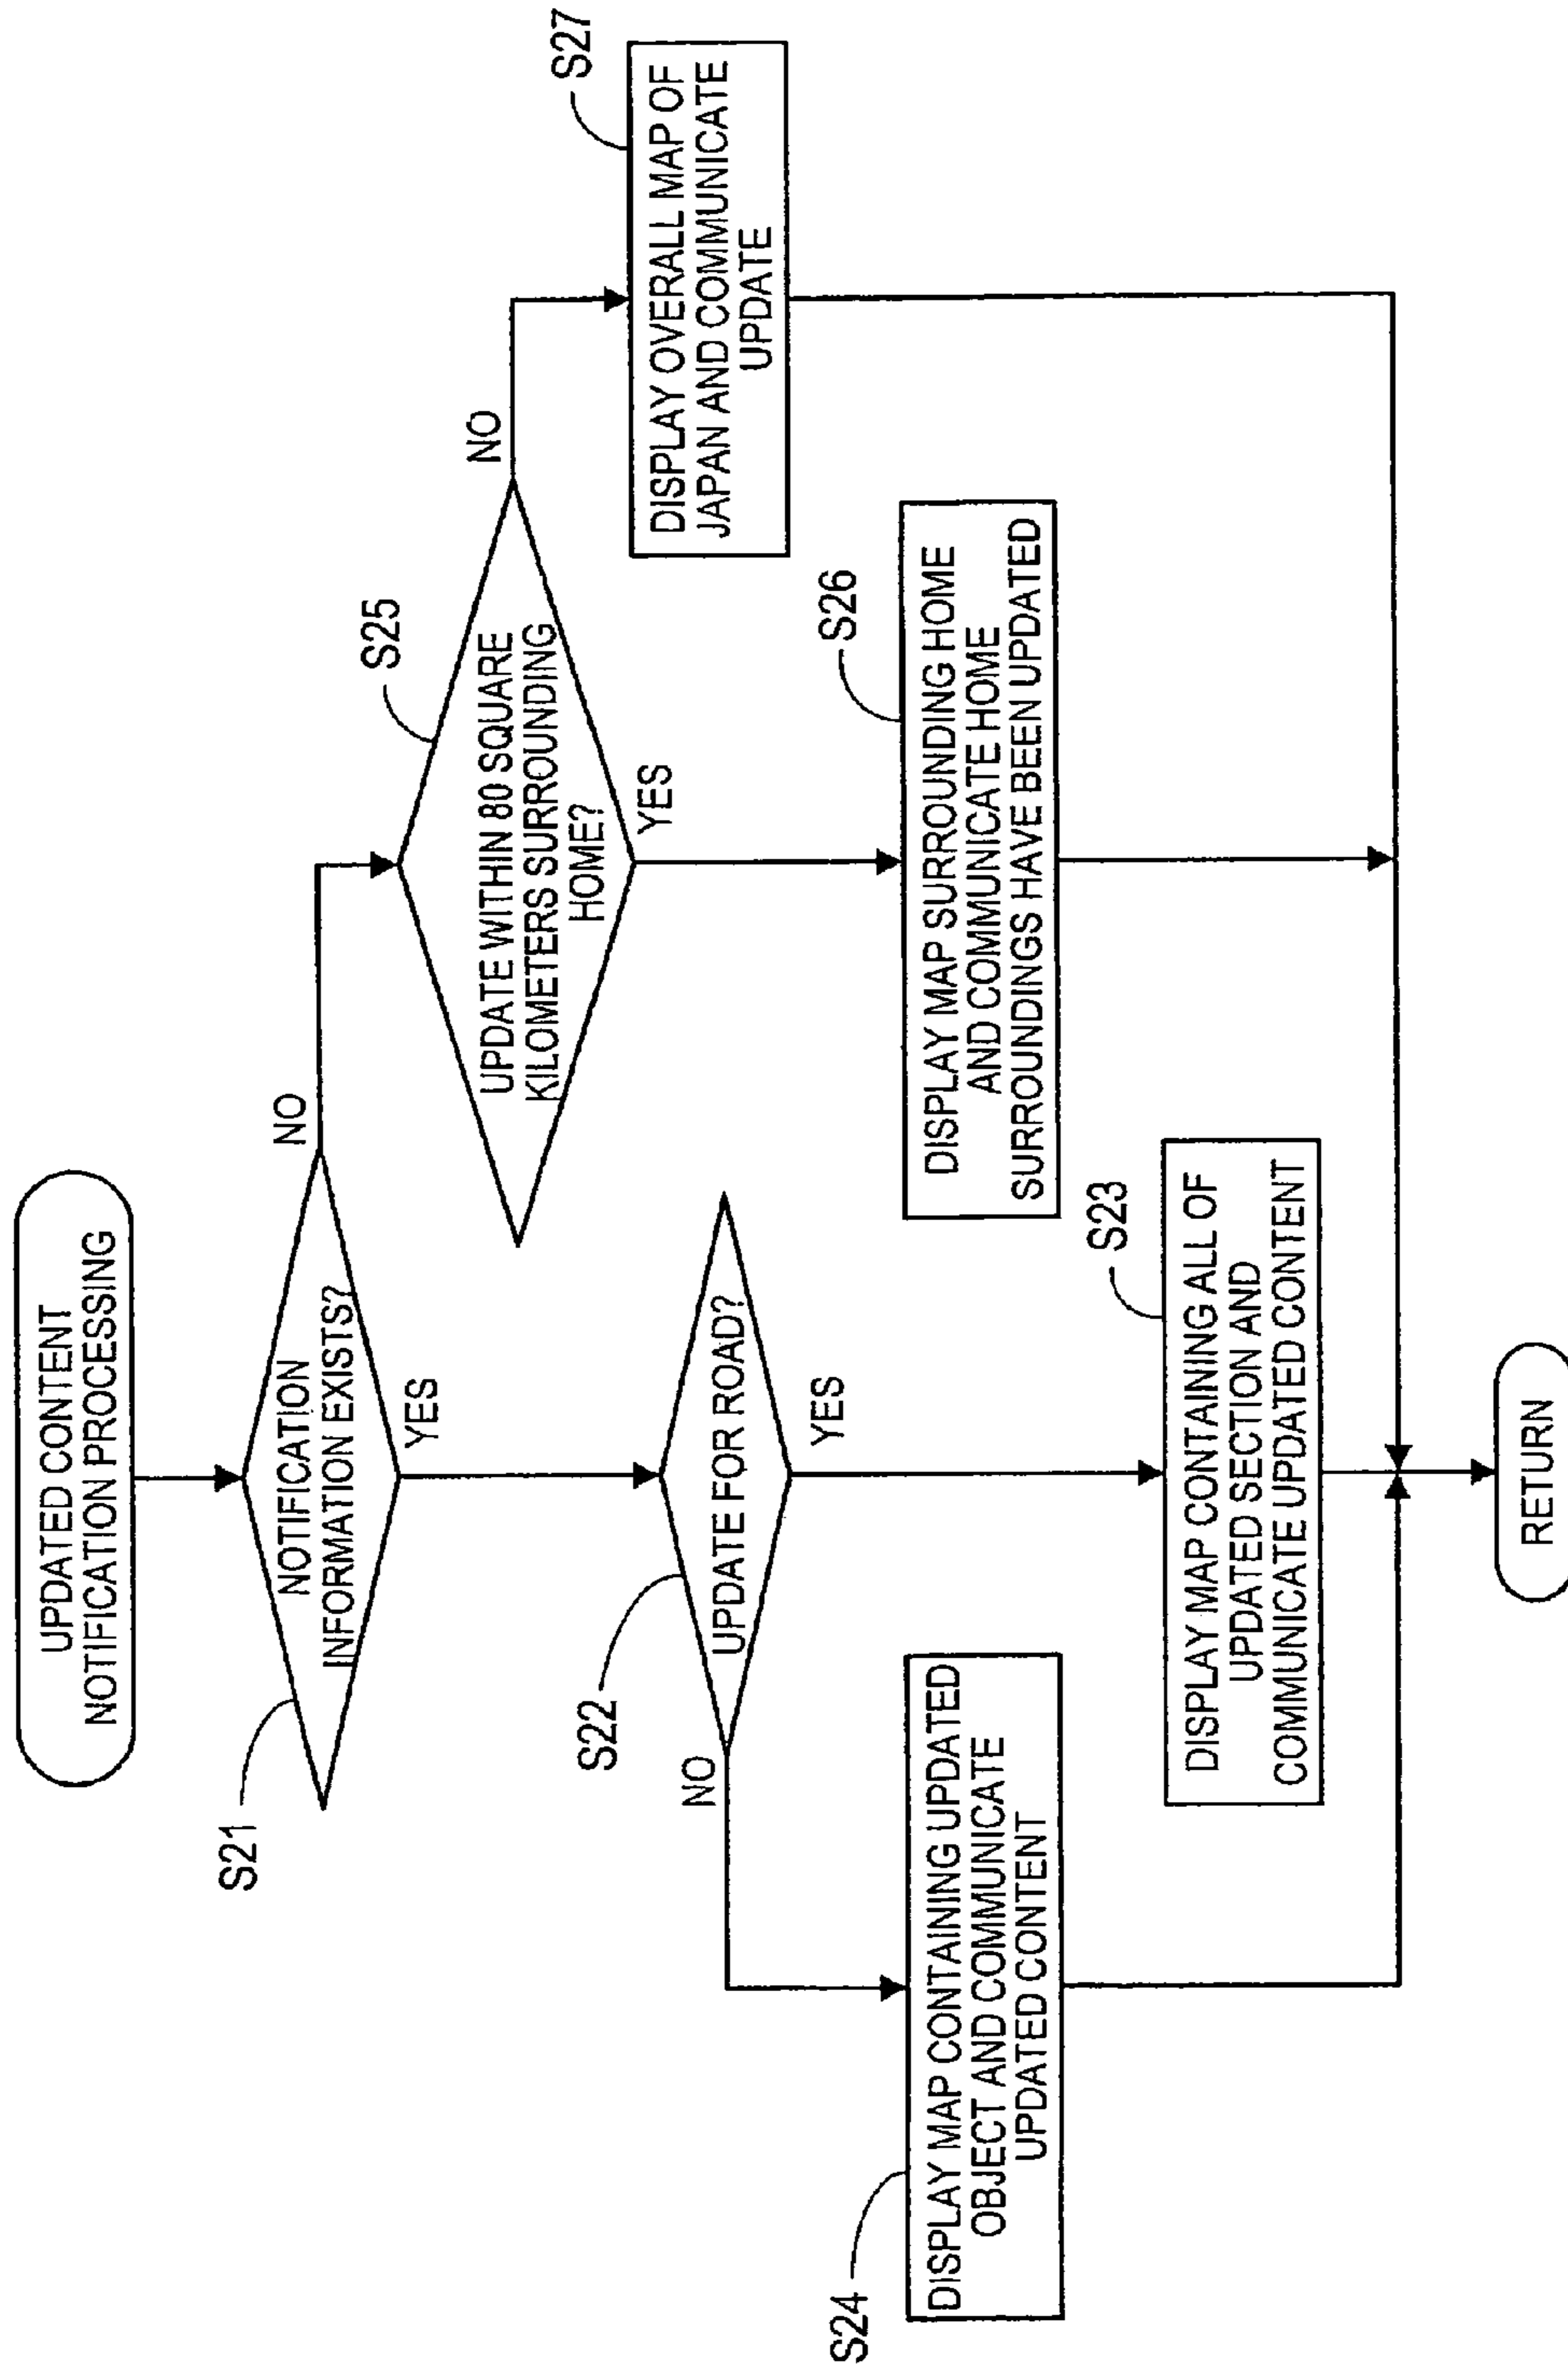 UPDATED CONTENT
NOTIFICATION PROCESSING
S21
NOTIFICATION
INFORMATION EXISTS?
NO
YES
S22
UPDATE FOR ROAD?
NO
YES
S24
DISPLAY MAP CONTAINING UPDATED
OBJECT AND COMMUNICATE
UPDATED CONTENT
S23
DISPLAY MAP CONTAINING ALL OF
UPDATED SECTION AND
COMMUNICATE UPDATED CONTENT
S25
UPDATE WITHIN 80 SQUARE
KILOMETERS SURROUNDING
HOME?
NO
YES
S26
DISPLAY MAP SURROUNDING HOME
AND COMMUNICATE HOME
SURROUNDINGS HAVE BEEN UPDATED
S27
DISPLAY OVERALL MAP OF
JAPAN AND COMMUNICATE
UPDATE
RETURN